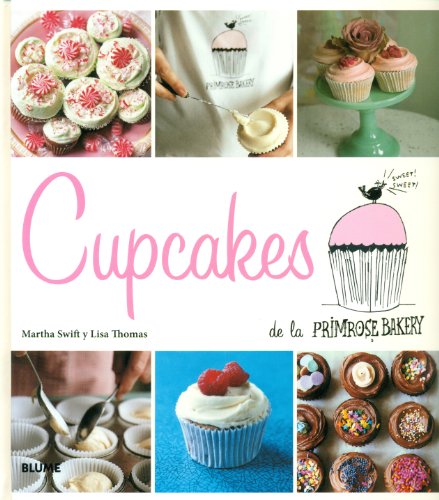 PRIMROSE BAKERY
Cupcakes
! SWEET!
SWEET!
Martha Swift y Lisa Thomas
de la PRIMROSE BAKERY
BLUME